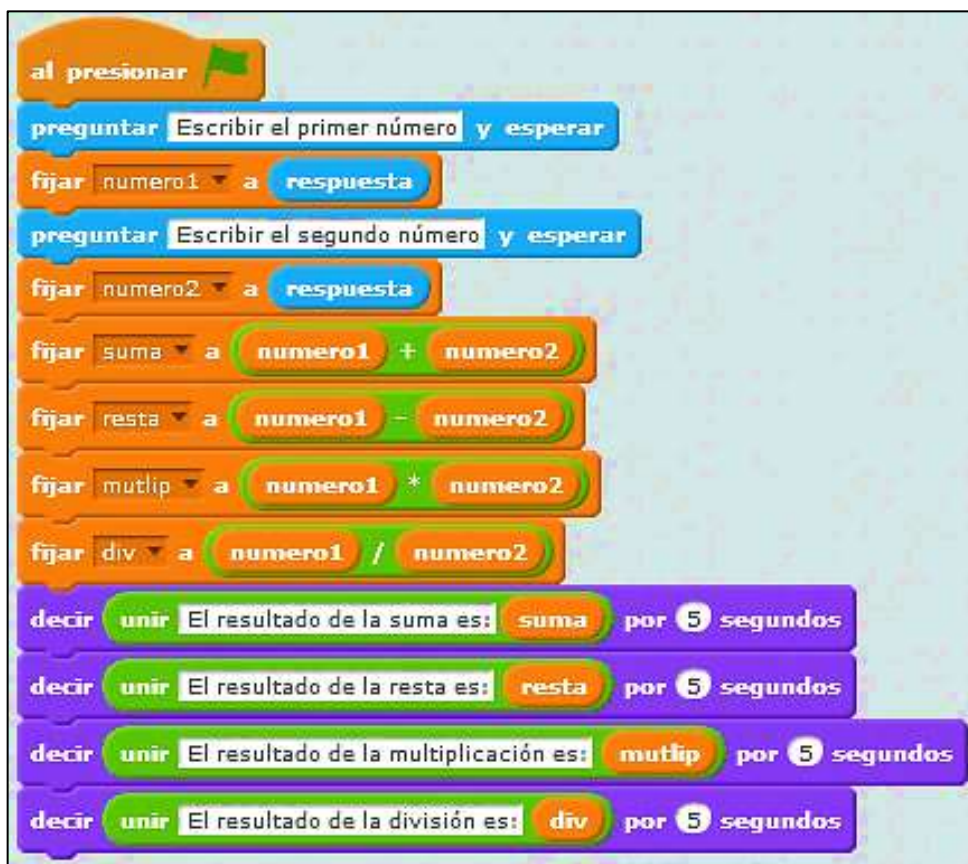 al presionar
preguntar Escribir el primer número y esperar
fijar numero1 a respuesta
preguntar Escribir el segundo número y esperar
fijar numero2 a respuesta
fijar suma a numero1 + numero2
fijar resta a numero1 - numero2
fijar mutlip a numero1 * numero2
fijar div a numero1 / numero2
decir unir El resultado de la suma es: suma por 5 segundos
decir unir El resultado de la resta es: resta por 5 segundos
decir unir El resultado de la multiplicación es: mutlip por 5 segundos
decir unir El resultado de la división es: div por 5 segundos